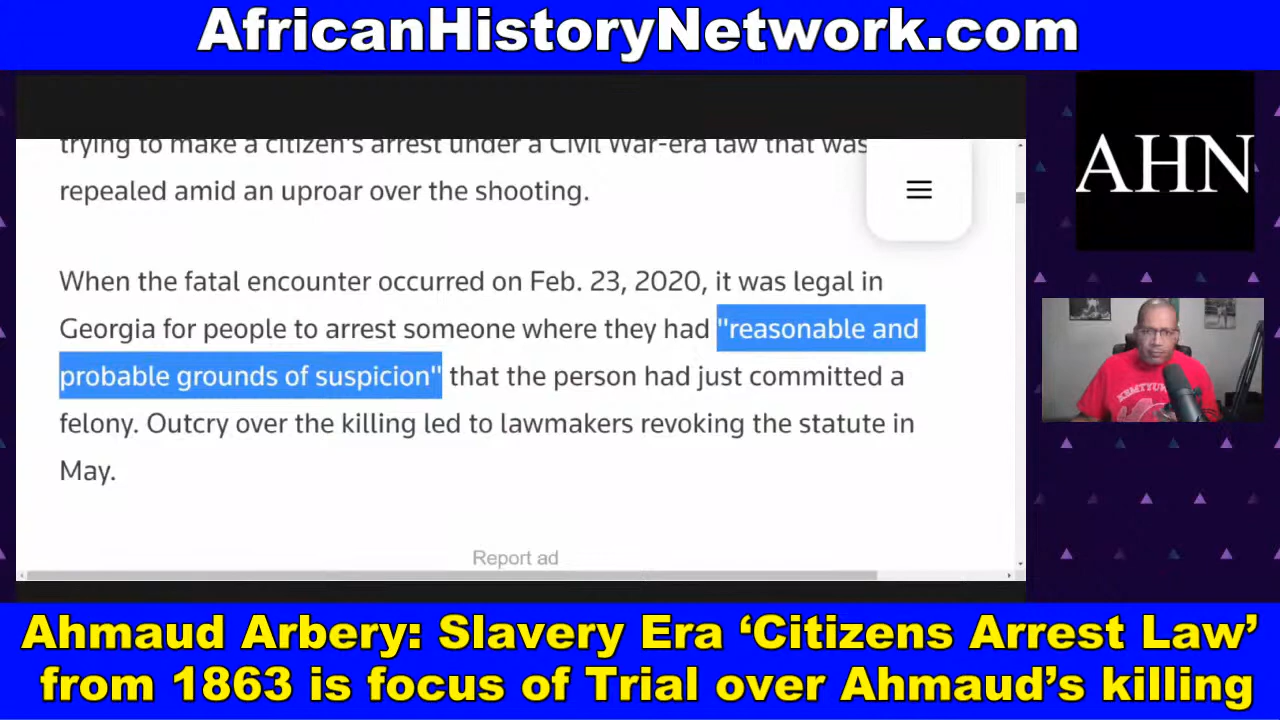 AfricanHistoryNetwork.com
trying to make a citizen's arrest under a Civil War-era law that was
repealed amid an uproar over the shooting.
When the fatal encounter occurred on Feb. 23, 2020, it was legal in
Georgia for people to arrest someone where they had "reasonable and
probable grounds of suspicion" that the person had just committed a
felony. Outcry over the killing led to lawmakers revoking the statute in
May.
Report ad
AHN
Ahmaud Arbery: Slavery Era ‘Citizens Arrest Law’
from 1863 is focus of Trial over Ahmaud’s killing